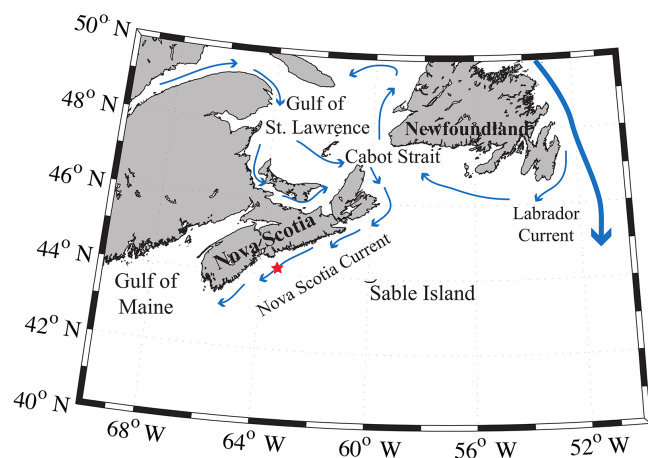 50° N
48° N
46° N
44° N
42° N
40° N
Gulf of
St. Lawrence
Newfoundland
Cabot Strait
Labrador
Current
Nova Scotia
Nova Scotia Current
Gulf of
Maine
Sable Island
68° W
64° W
60° W
56° W
52° W